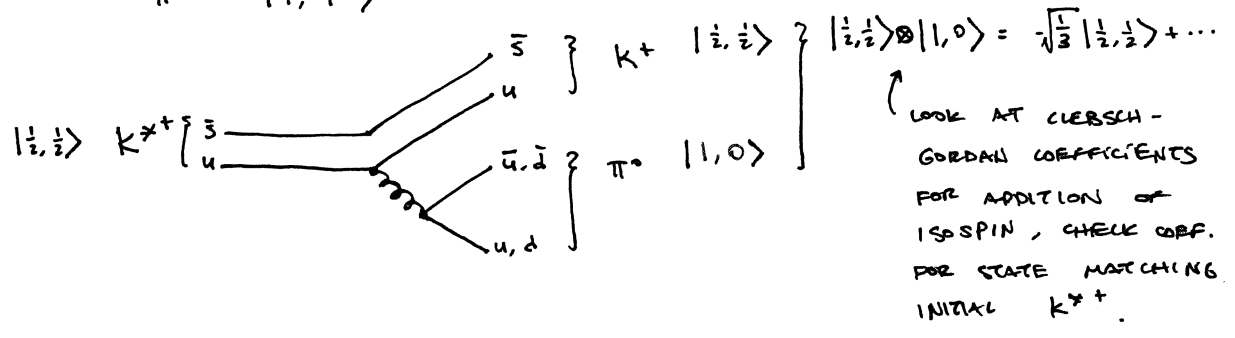 s̄ } K+ |½,½⟩ } |½,½⟩⊗|1,0⟩ = -√⅓ |½,½⟩ + ⋯
u
|½,½⟩ K*+ { s̄
u
ū, d̄ } π° |1,0⟩
u, d
LOOK AT CLEBSCH-
GORDAN COEFFICIENTS
FOR ADDITION OF
ISOSPIN, CHECK COEF.
FOR STATE MATCHING
INITIAL K*+.